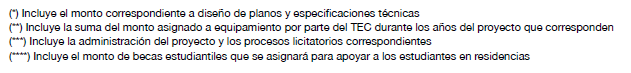 (*) Incluye el monto correspondiente a diseño de planos y especificaciones técnicas
(**) Incluye la suma del monto asignado a equipamiento por parte del TEC durante los años del proyecto que corresponden
(***) Incluye la administración del proyecto y los procesos licitatorios correspondientes
(****) Incluye el monto de becas estudiantiles que se asignará para apoyar a los estudiantes en residencias